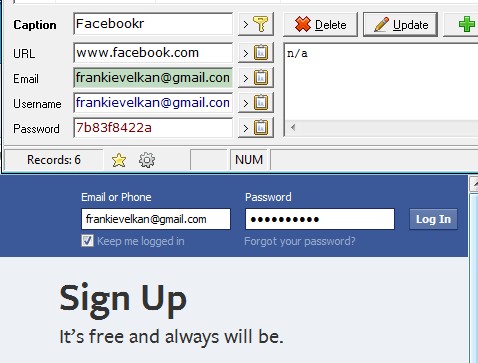 Caption Facebookr > Delete Update
URL www.facebook.com > n/a
Email frankievelkan@gmail.con >
Username frankievelkan@gmail.com >
Password 7b83f8422a >
Records: 6 NUM
Email or Phone Password
frankievelkan@gmail.com •••••••••• Log In
Keep me logged in Forgot your password?
Sign Up
It's free and always will be.